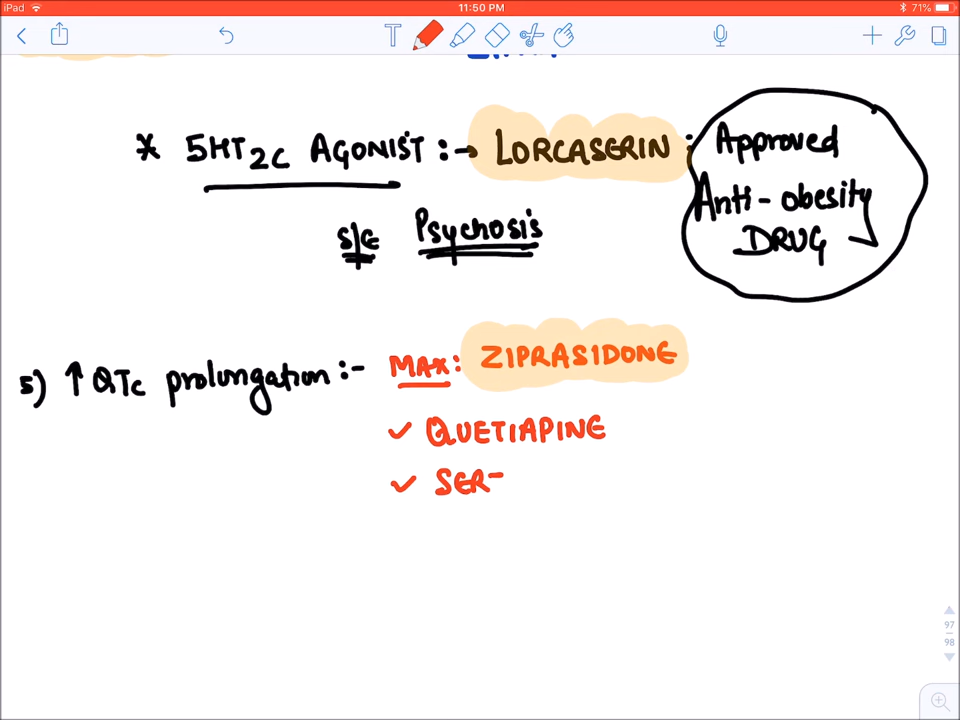 iPad 11:50 PM 71%
* 5HT2C AGONIST :→ LORCASERIN : Approved
Anti-obesity
DRUG
S/E Psychosis
5) ↑ QTc prolongation :- MAX: ZIPRASIDONE
✓ QUETIAPINE
✓ SERT
97
98